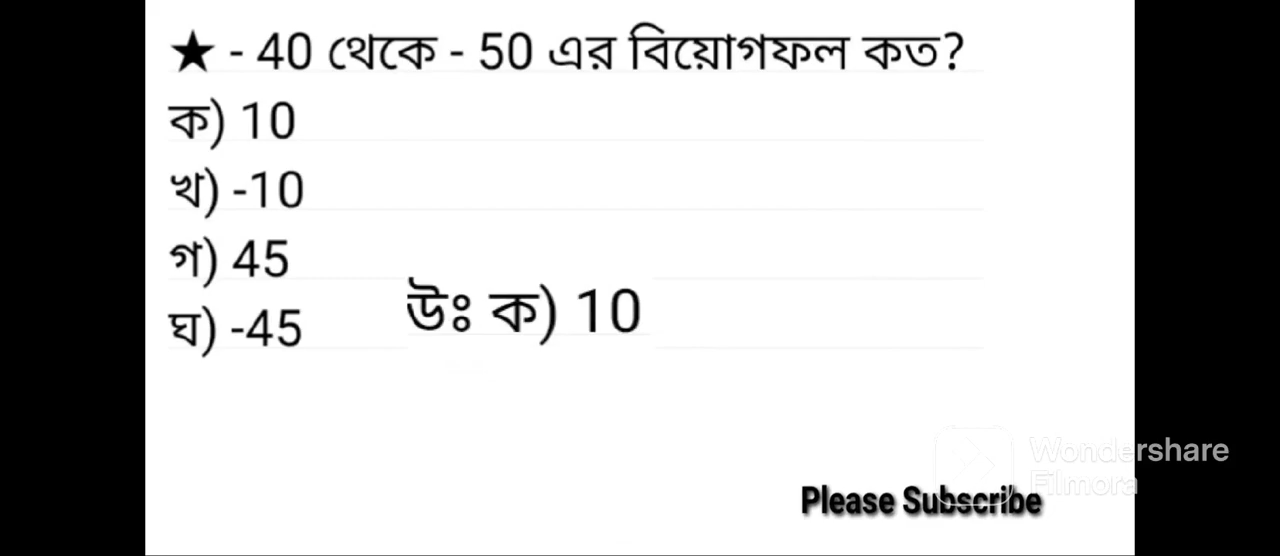 ★ - 40 থেকে - 50 এর বিয়োগফল কত?
ক) 10
খ) -10
গ) 45
ঘ) -45
উঃ ক) 10
Wondershare
Filmora
Please Subscribe